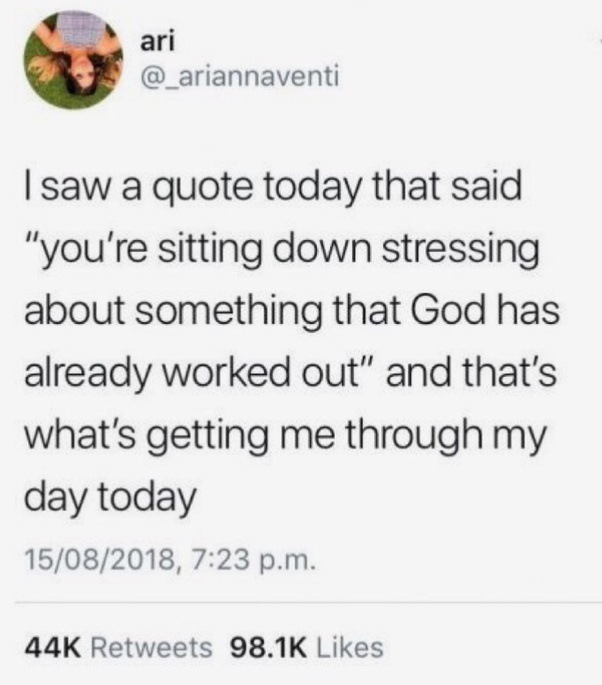 ari
@_ariannaventi
I saw a quote today that said
"you're sitting down stressing
about something that God has
already worked out" and that's
what's getting me through my
day today
15/08/2018, 7:23 p.m.
44K Retweets 98.1K Likes